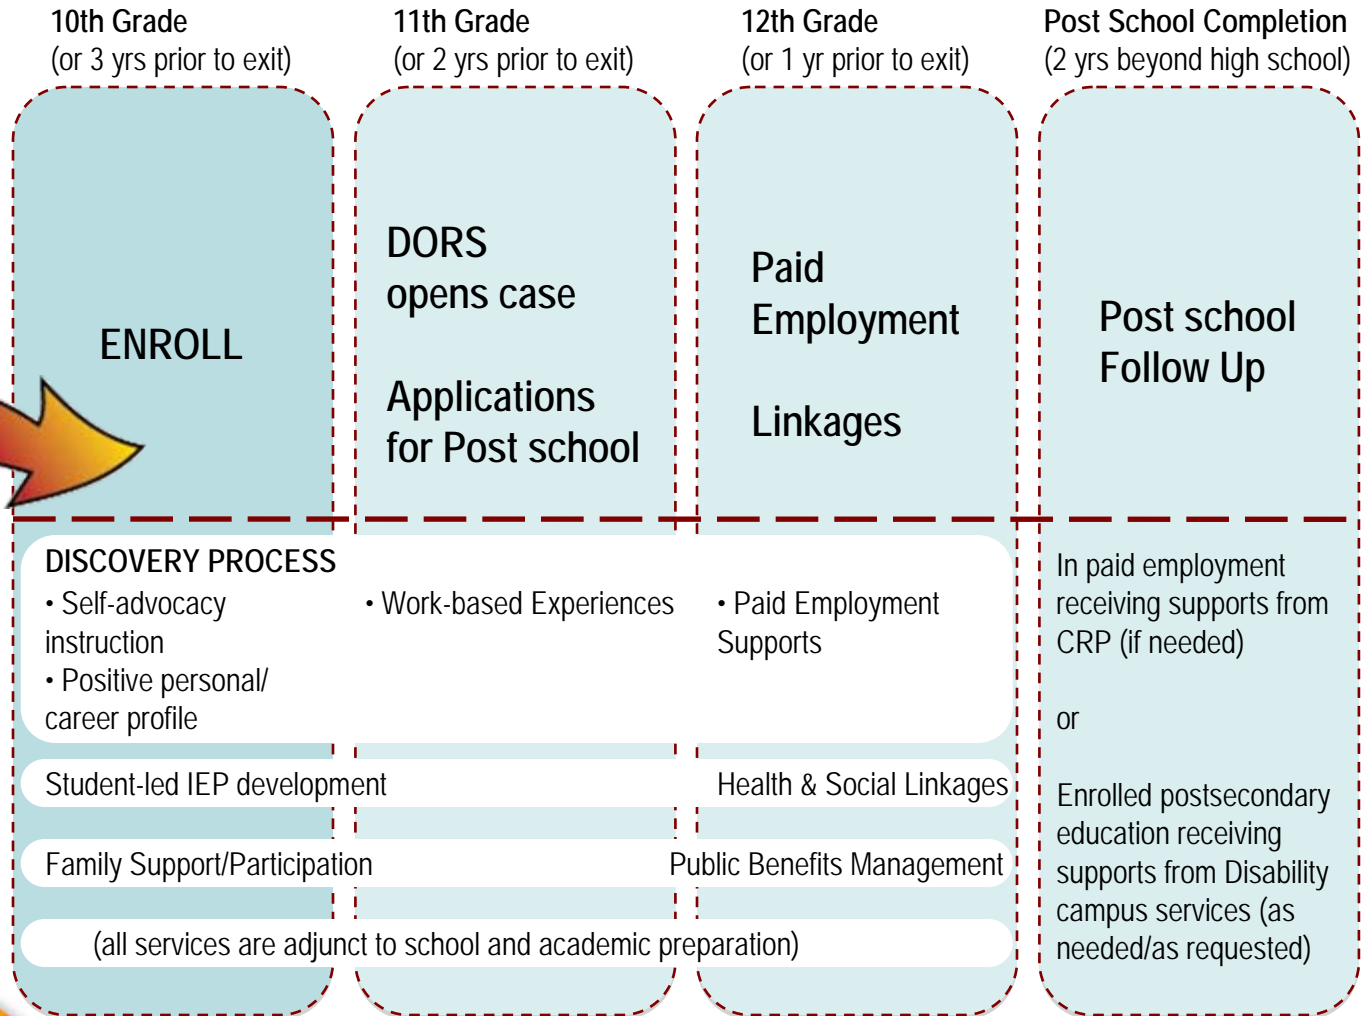 10th Grade
(or 3 yrs prior to exit)
11th Grade
(or 2 yrs prior to exit)
12th Grade
(or 1 yr prior to exit)
Post School Completion
(2 yrs beyond high school)
ENROLL
DORS
opens case
Applications
for Post school
Paid
Employment
Linkages
Post school
Follow Up
DISCOVERY PROCESS
• Self-advocacy
instruction
• Positive personal/
career profile
• Work-based Experiences
• Paid Employment
Supports
Student-led IEP development
Health & Social Linkages
Family Support/Participation
Public Benefits Management
(all services are adjunct to school and academic preparation)
In paid employment
receiving supports from
CRP (if needed)
or
Enrolled postsecondary
education receiving
supports from Disability
campus services (as
needed/as requested)